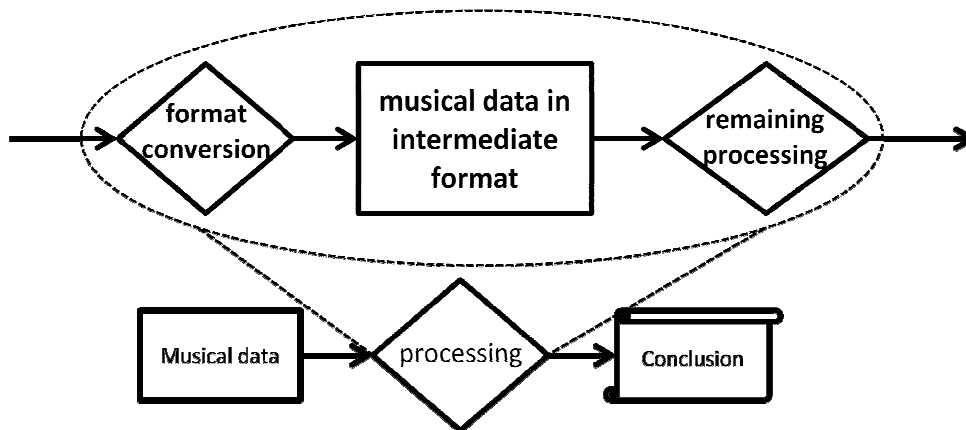 format
conversion
musical data in
intermediate
format
remaining
processing
Musical data
processing
Conclusion